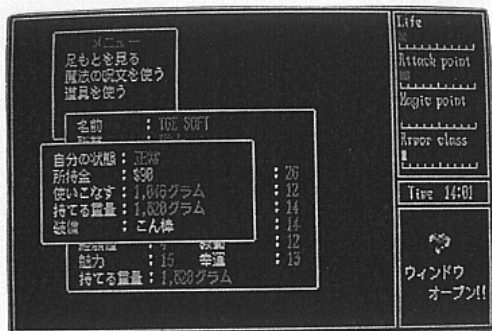 メニュー
足もとを見る
魔法の呪文を使う
道具を使う
名前 : TGE SOFT
自分の状態 : 正常
所持金 : $90
使いこなす : 1,046グラム
持てる重量 : 1,820グラム
装備 : こん棒
: 26
: 12
: 14
: 14
: 12
魅力 : 15 幸運 : 13
持てる重量 : 1,820グラム
Life
Attack point
Magic point
Armor class
Time 14:01
ウィンドウ
オープン!!